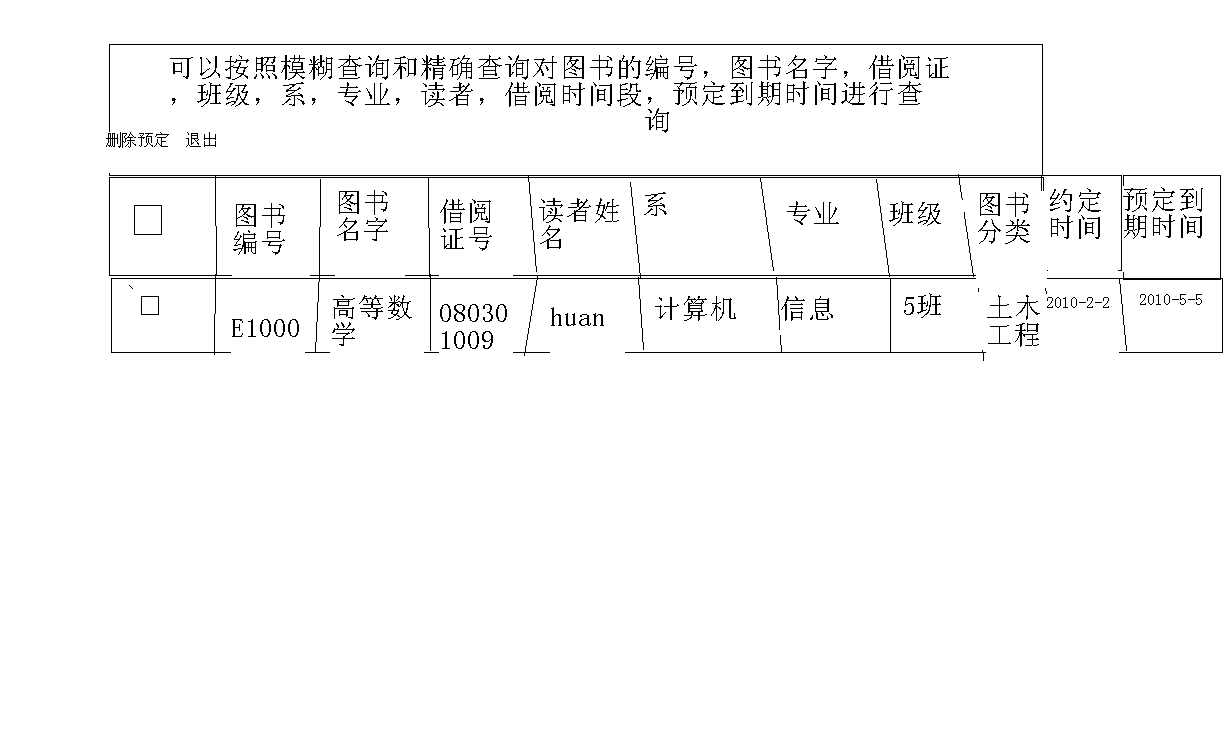 可以按照模糊查询和精确查询对图书的编号，图书名字，借阅证
，班级，系，专业，读者，借阅时间段，预定到期时间进行查
询
删除预定 退出
图书
编号
图书
名字
借阅
证号
读者姓
名
系
专业
班级
图书
分类
约定
时间
预定到
期时间
E1000
高等数
学
08030
1009
huan
计算机
信息
5班
土木
工程
2010-2-2
2010-5-5